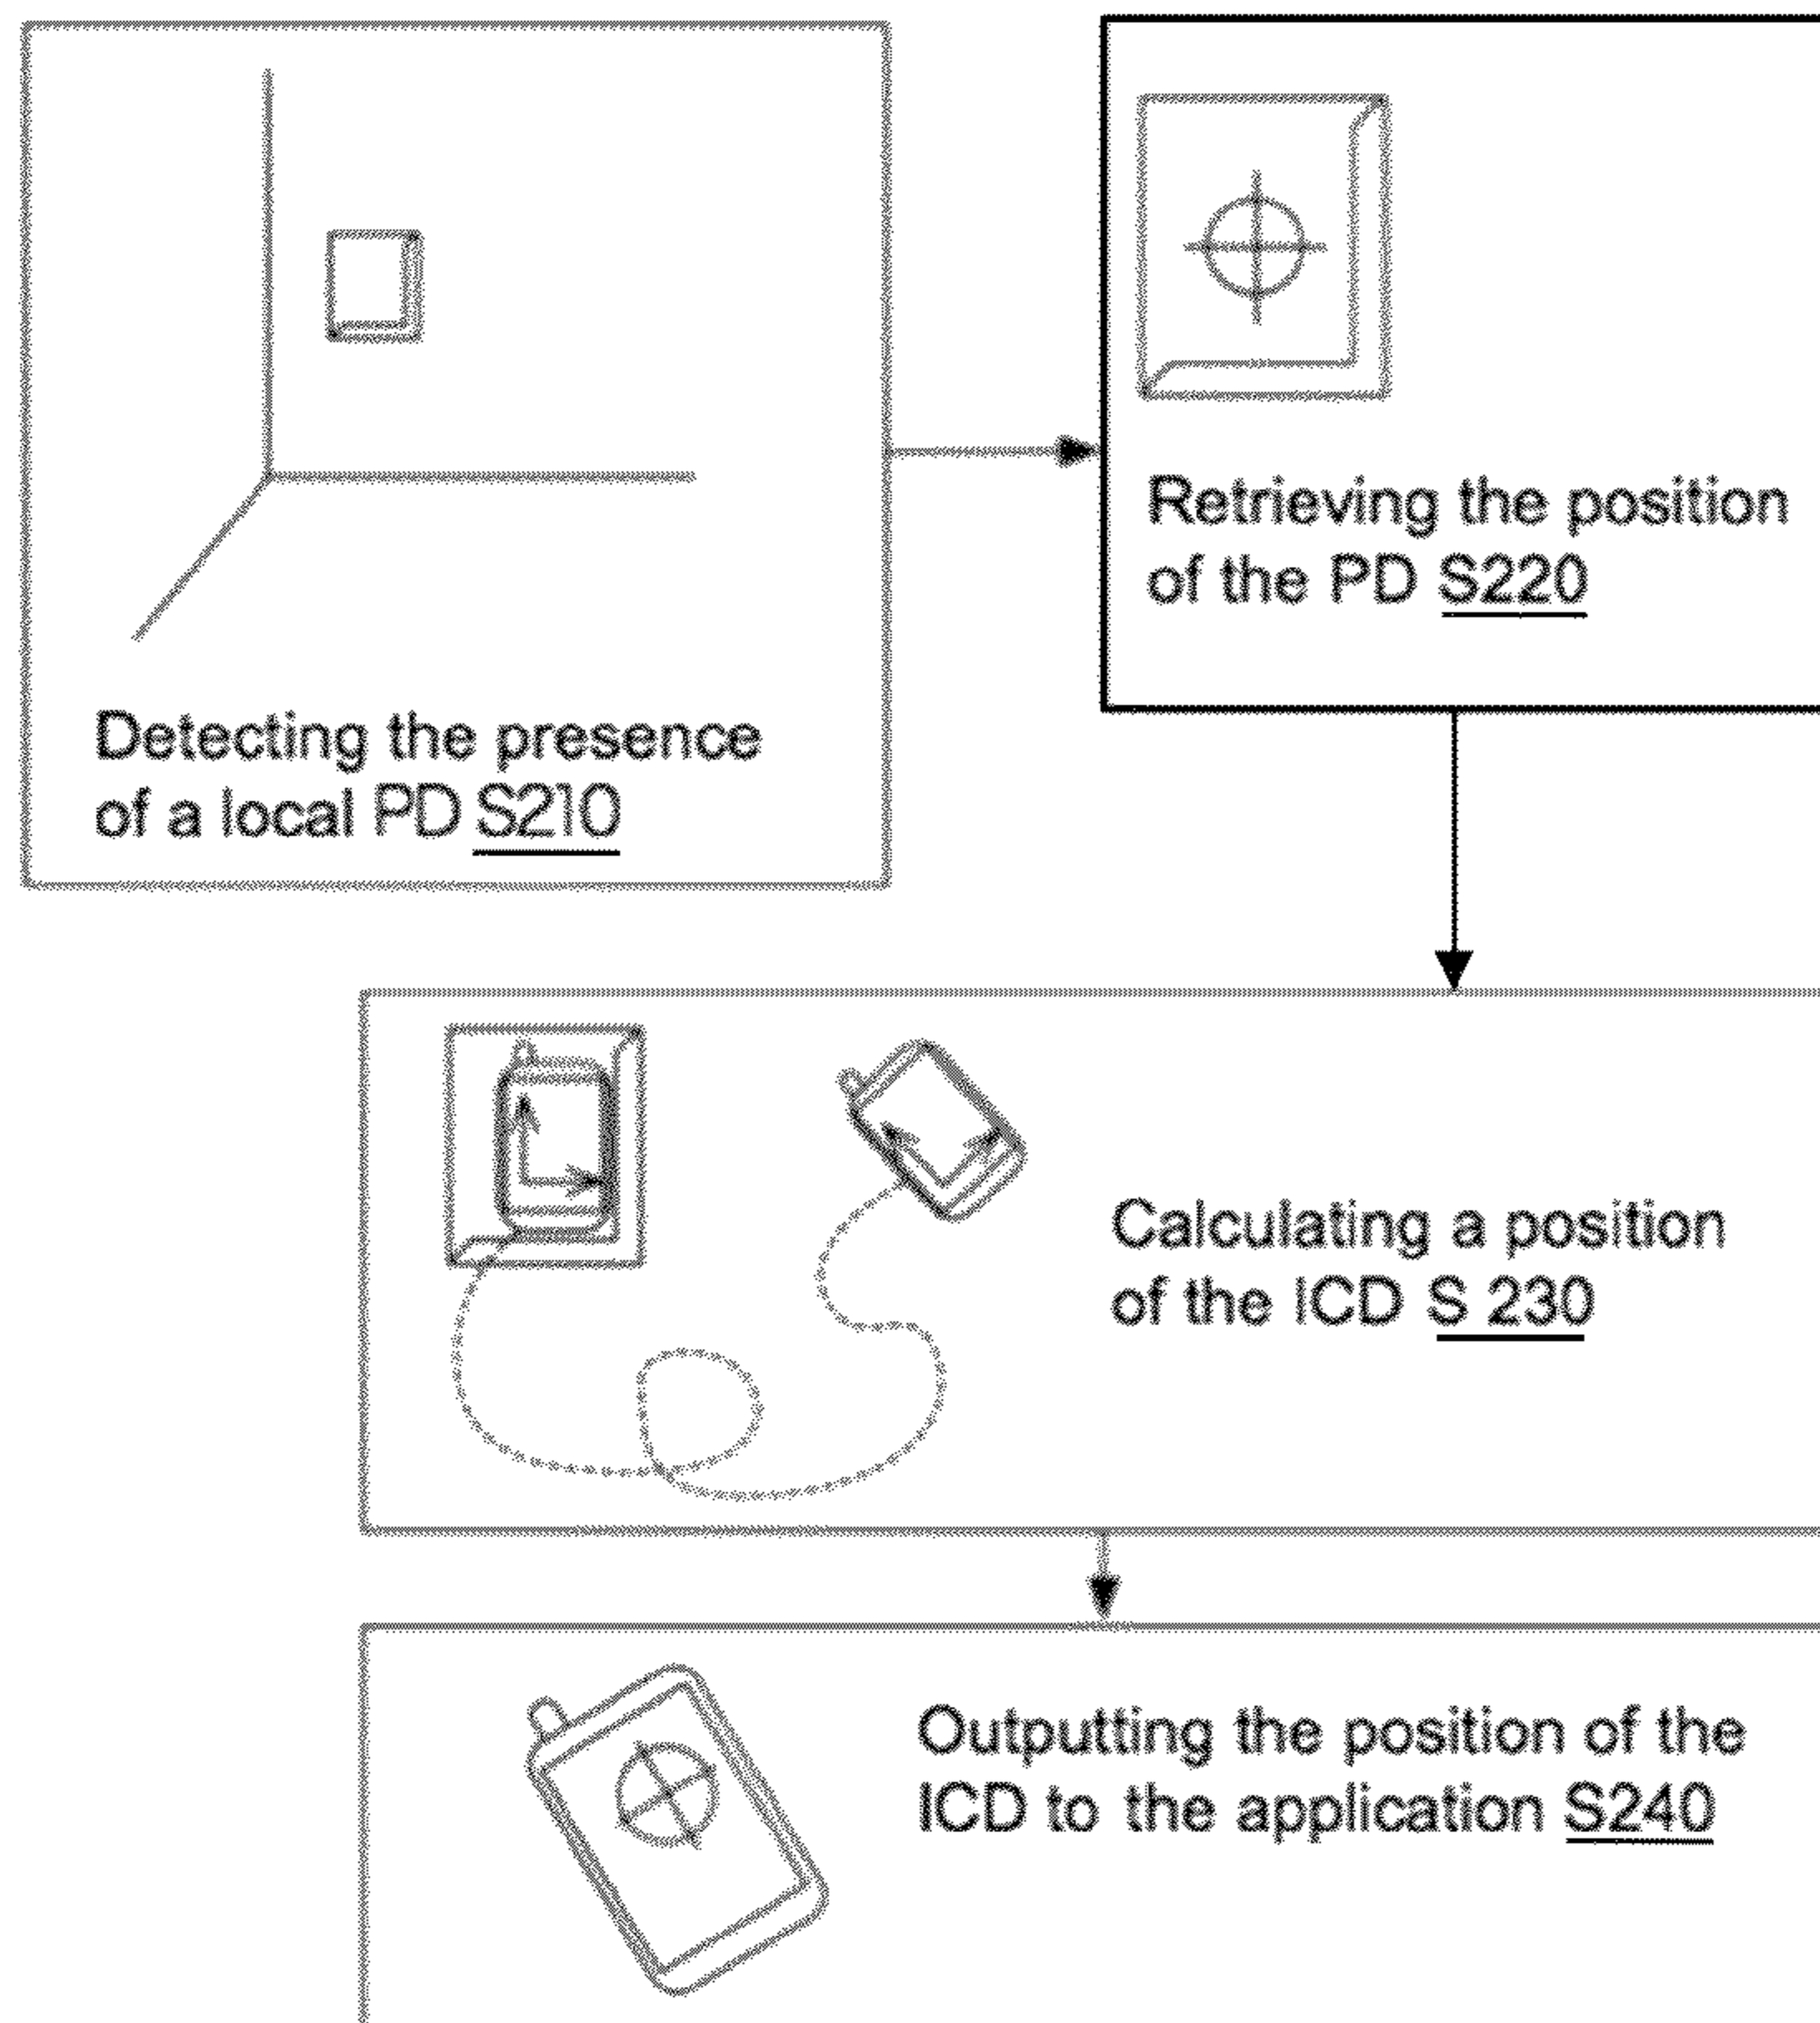 Retrieving the position
of the PD S220
Detecting the presence
of a local PD S210
Calculating a position
of the ICD S 230
Outputting the position of the
ICD to the application S240